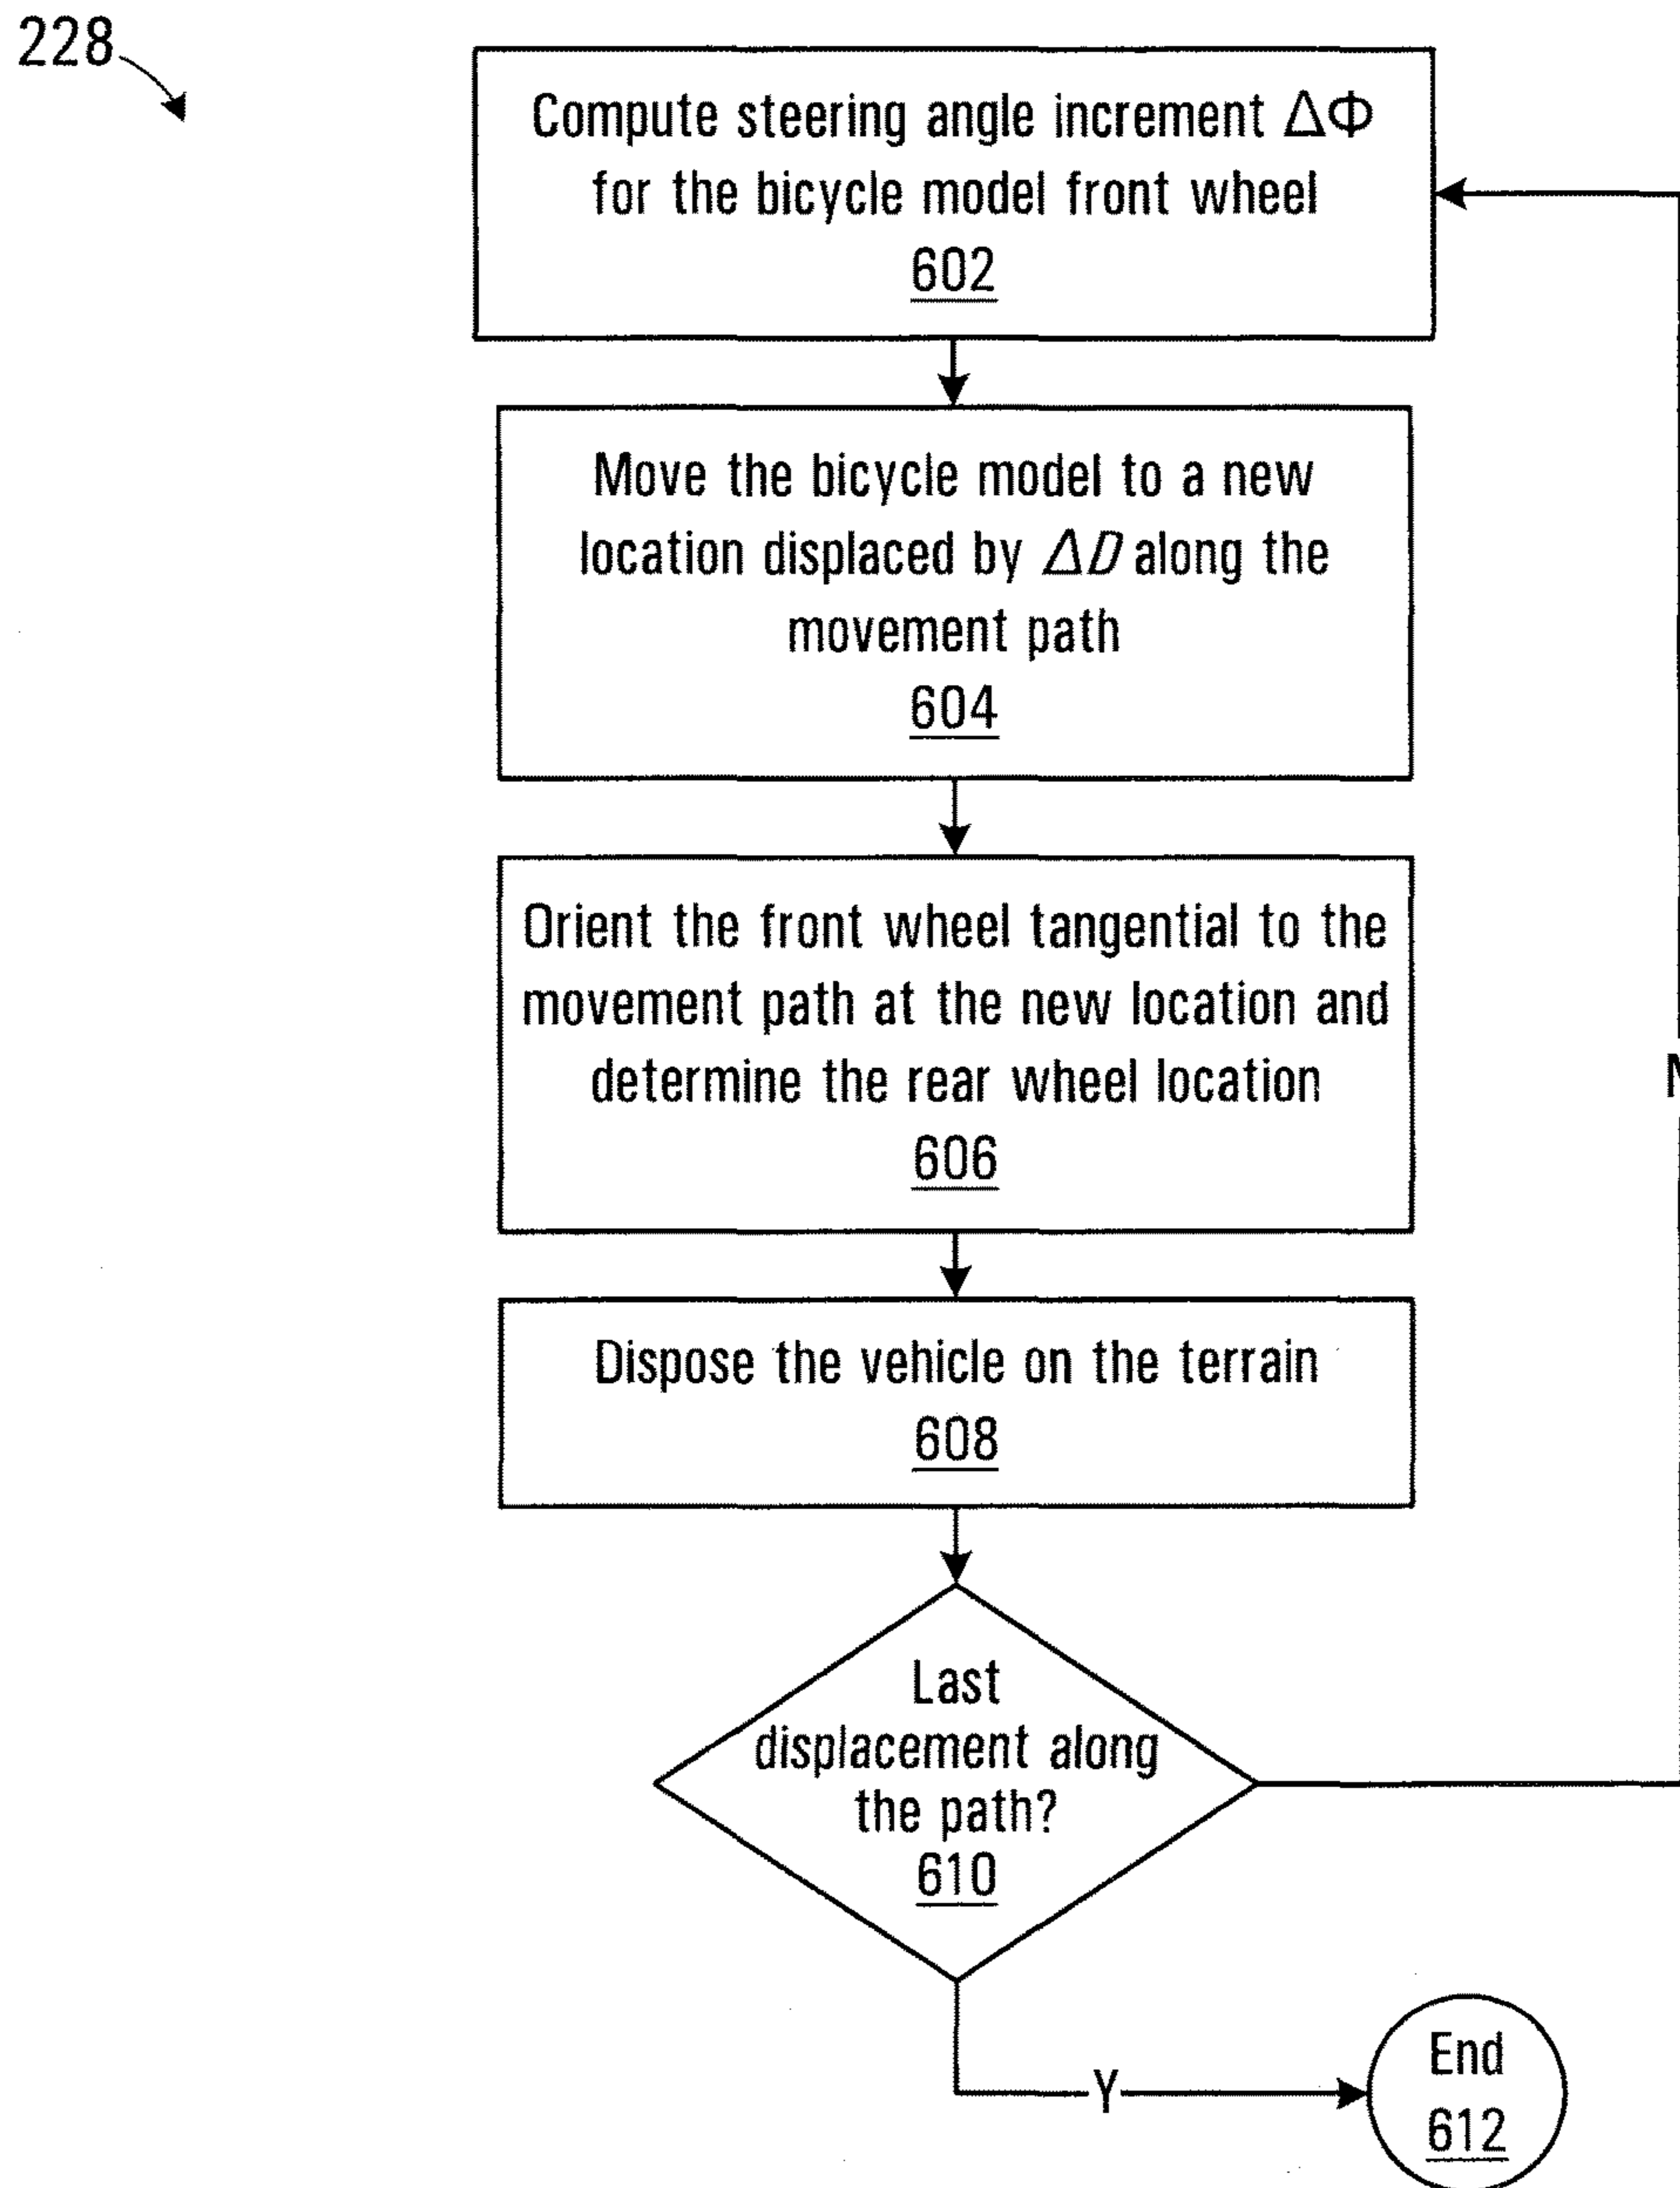 228
Compute steering angle increment ΔΦ
for the bicycle model front wheel
602
Move the bicycle model to a new
location displaced by ΔD along the
movement path
604
Orient the front wheel tangential to the
movement path at the new location and
determine the rear wheel location
606
N
Dispose the vehicle on the terrain
608
Last
displacement along
the path?
610
Y
End
612